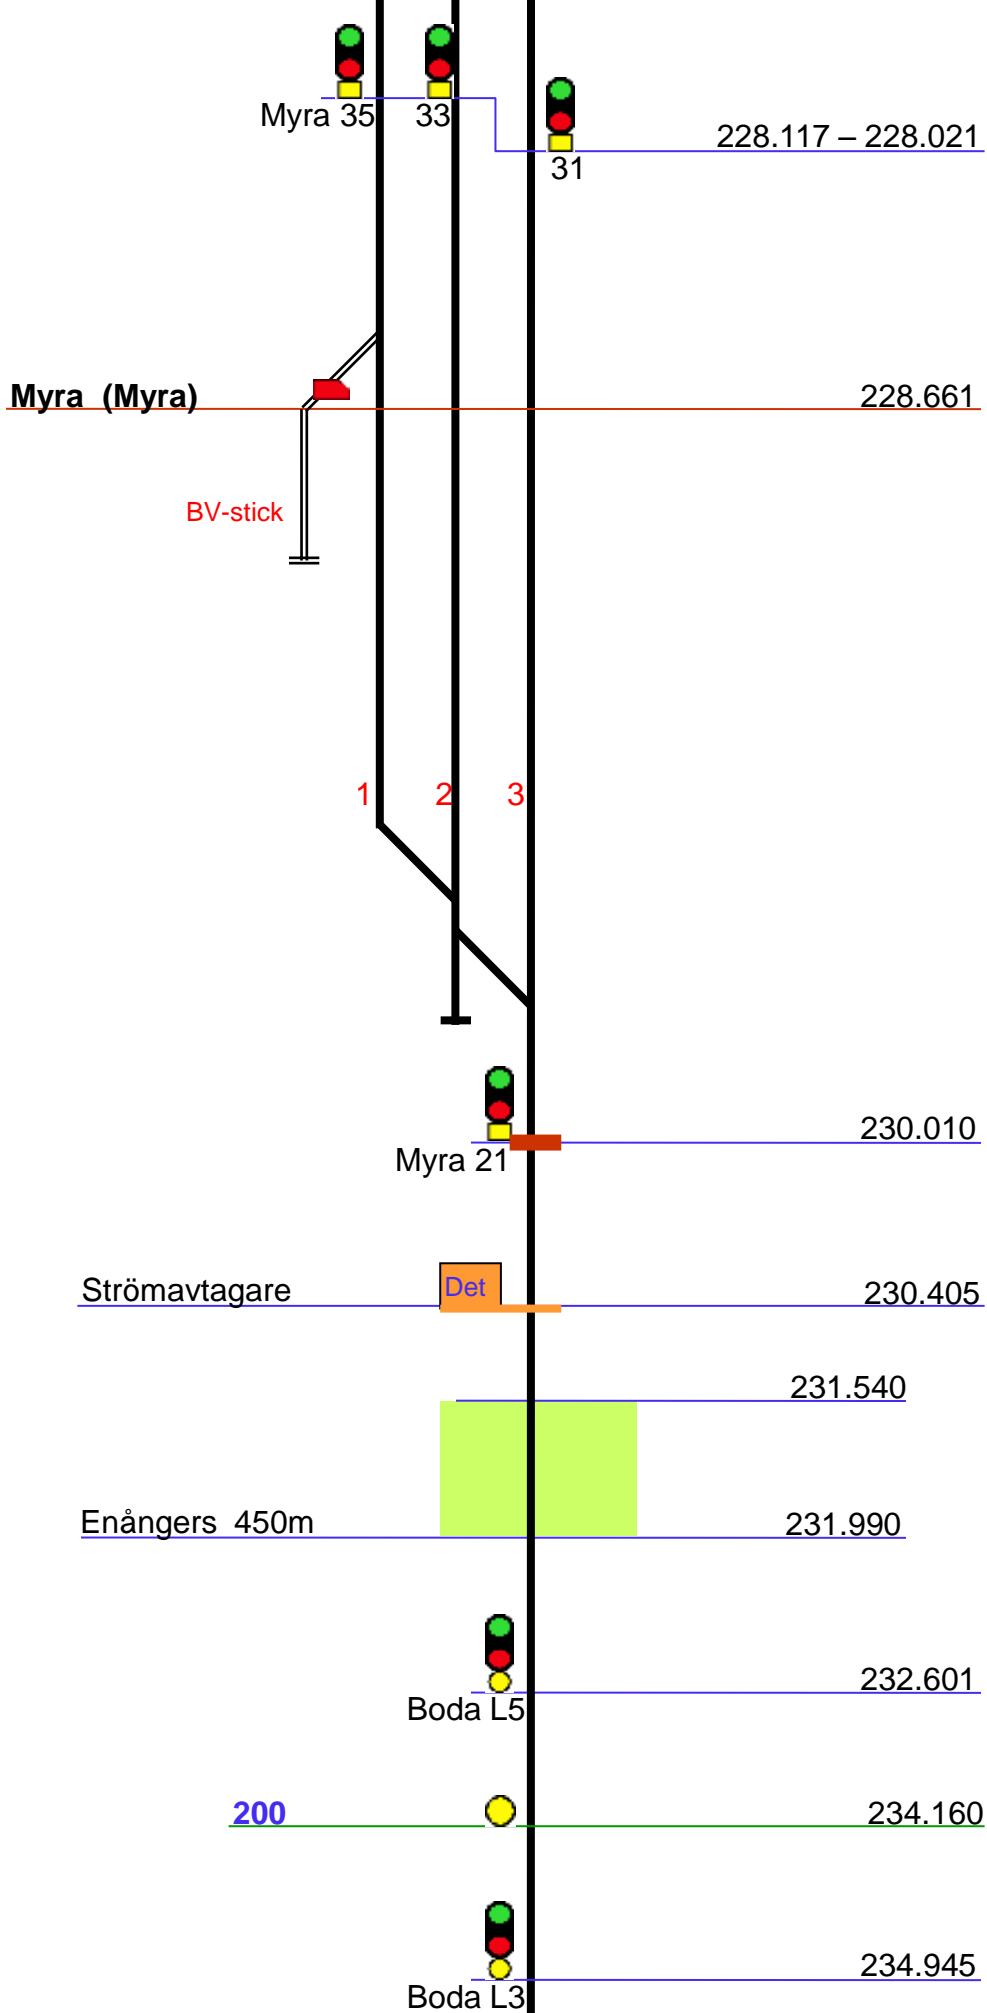 Myra 35
33
31
228.117 – 228.021
Myra (Myra)
228.661
BV-stick
1 2 3
230.010
Myra 21
Strömavtagare
Det
230.405
231.540
Enångers 450m
231.990
232.601
Boda L5
200
234.160
234.945
Boda L3